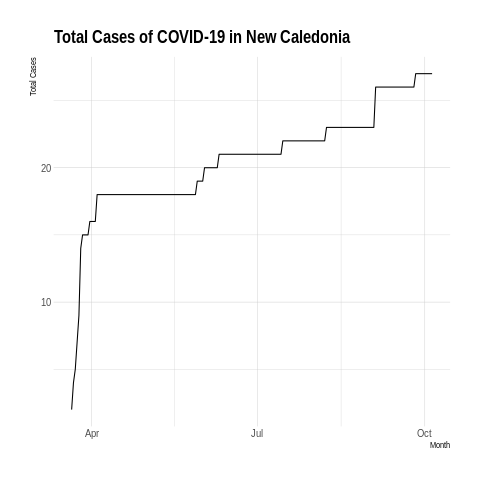 Total Cases of COVID-19 in New Caledonia
Total Cases
20
10
Apr
Jul
Oct
Month